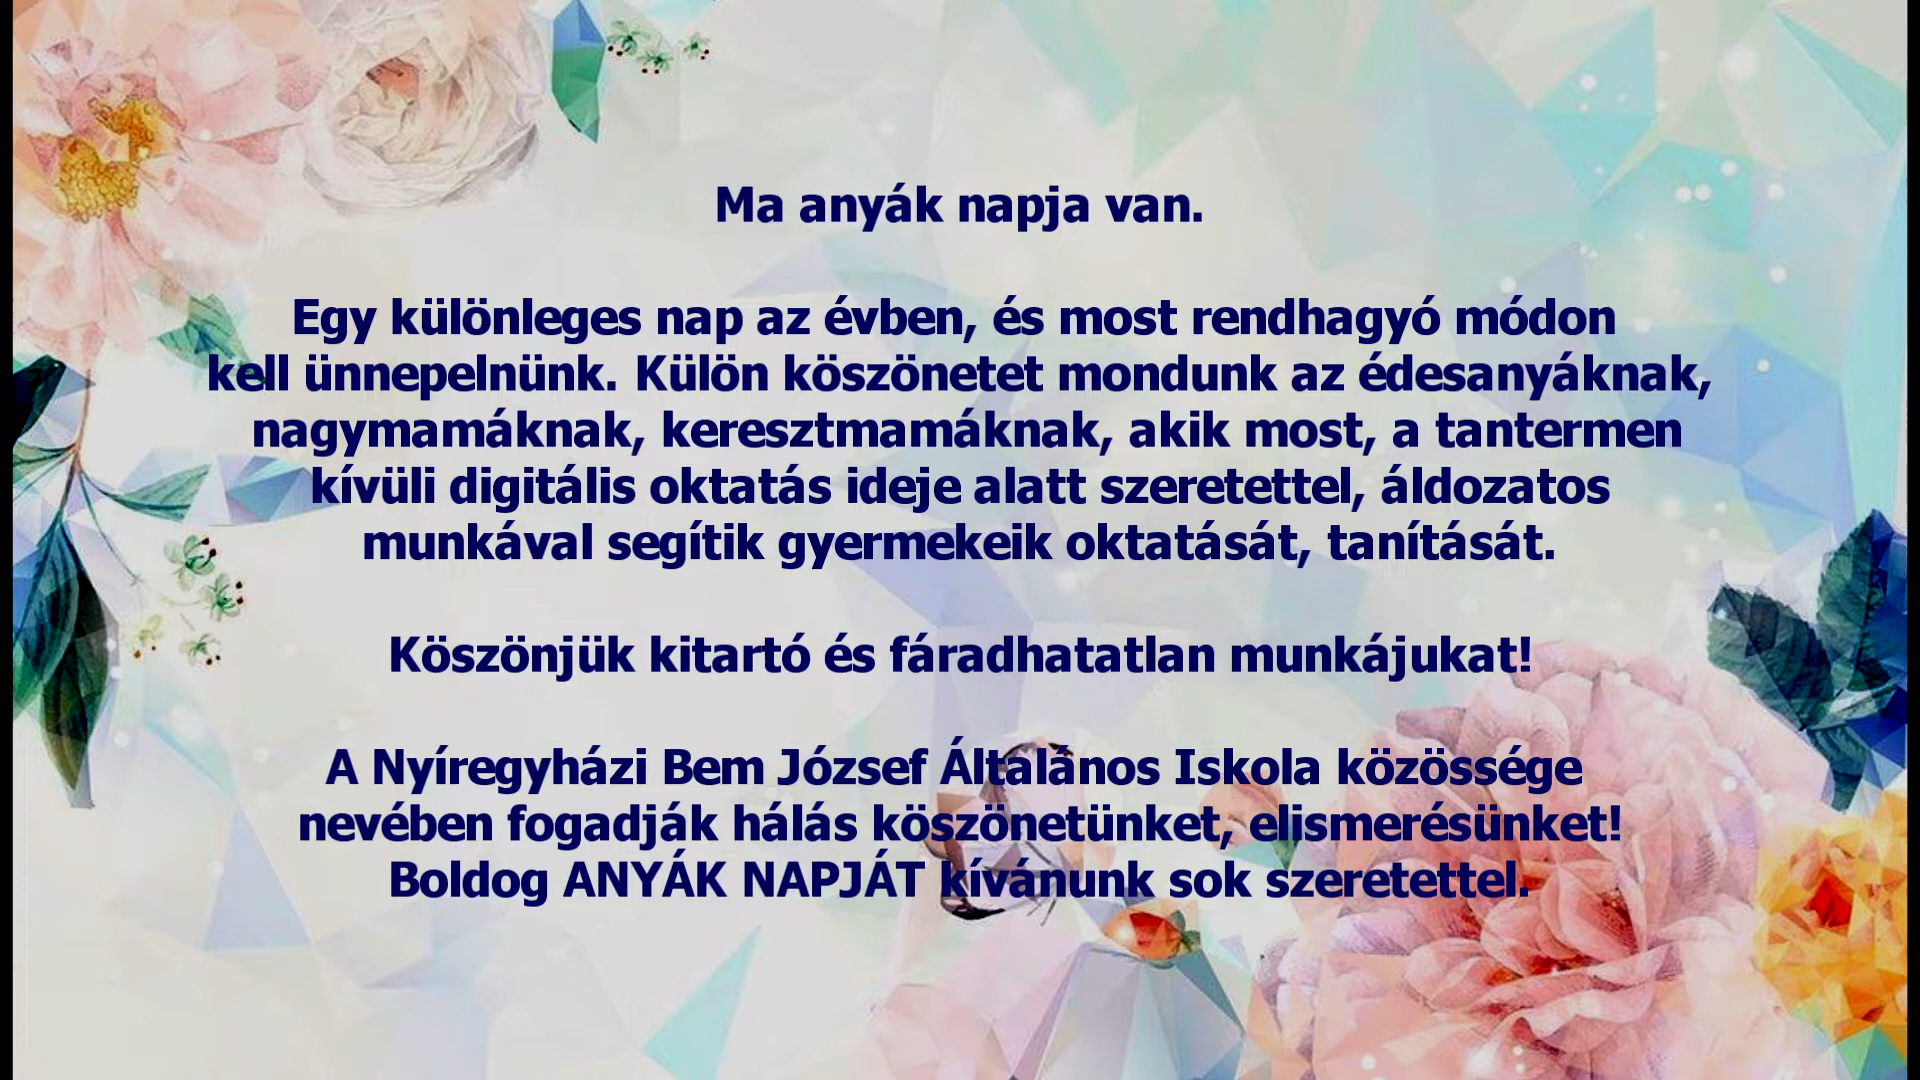 Ma anyák napja van.
Egy különleges nap az évben, és most rendhagyó módon
kell ünnepelnünk. Külön köszönetet mondunk az édesanyáknak,
nagymamáknak, keresztmamáknak, akik most, a tantermen
kívüli digitális oktatás ideje alatt szeretettel, áldozatos
munkával segítik gyermekeik oktatását, tanítását.
Köszönjük kitartó és fáradhatatlan munkájukat!
A Nyíregyházi Bem József Általános Iskola közössége
nevében fogadják hálás köszönetünket, elismerésünket!
Boldog ANYÁK NAPJÁT kívánunk sok szeretettel.